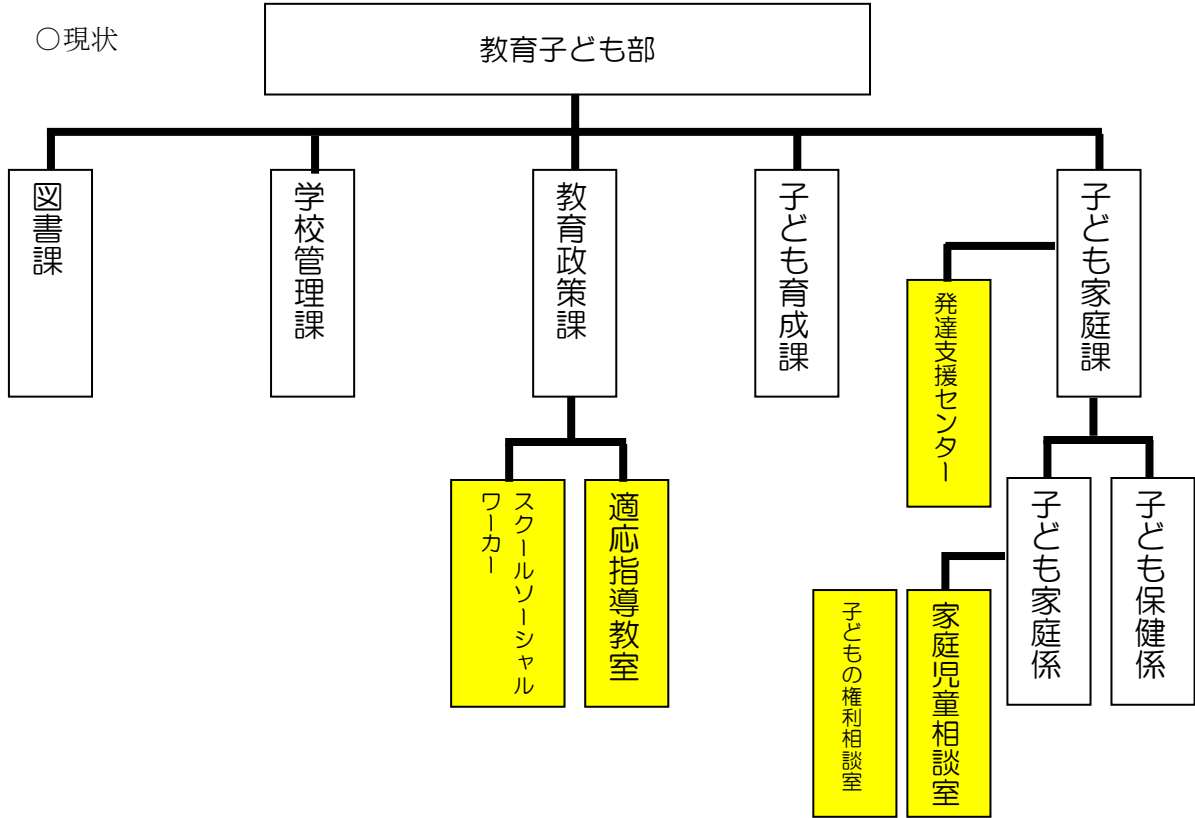 ○現状
教育子ども部
図書課
学校管理課
教育政策課
子ども育成課
子ども家庭課
発達支援センター
スクールソーシャル
ワーカー
適応指導教室
子ども家庭係
子ども保健係
子どもの権利相談室
家庭児童相談室